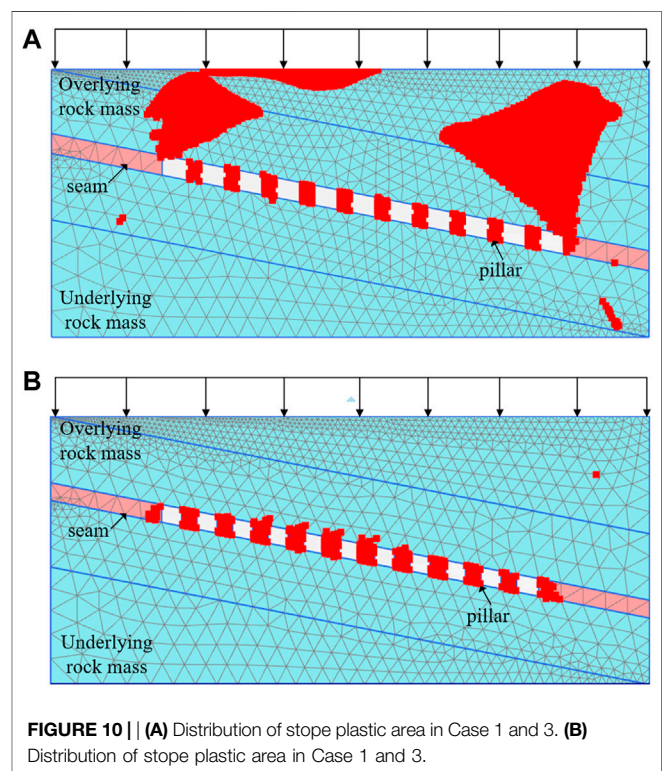 A
Overlying
rock mass
seam
pillar
Underlying
rock mass
B
Overlying
rock mass
seam
pillar
Underlying
rock mass
FIGURE 10 | | (A) Distribution of stope plastic area in Case 1 and 3. (B)
Distribution of stope plastic area in Case 1 and 3.